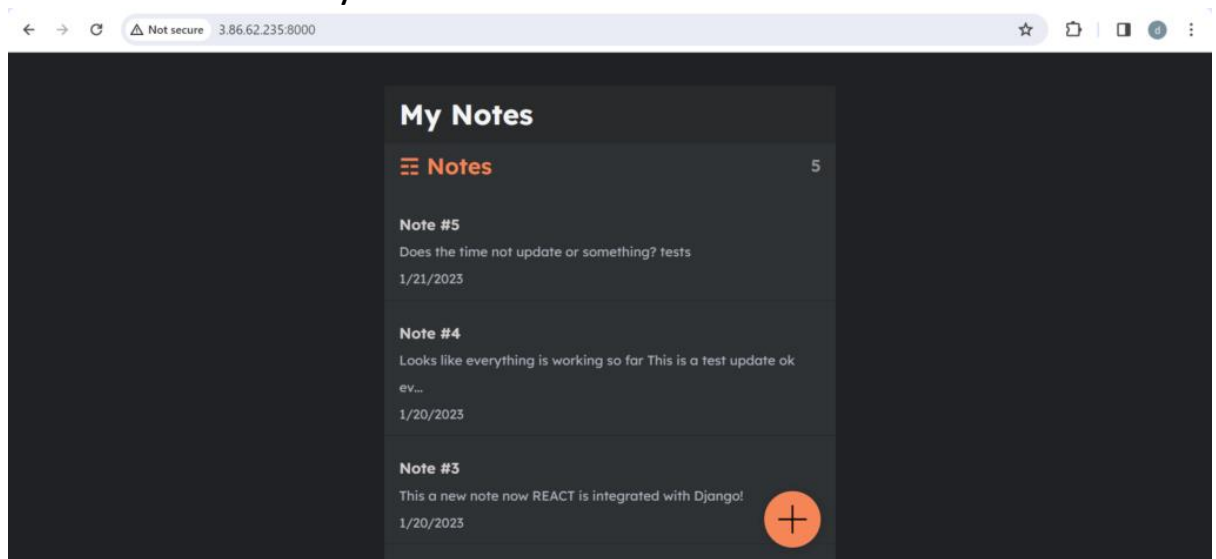 Not secure 3.86.62.235:8000
d
My Notes
Notes 5
Note #5
Does the time not update or something? tests
1/21/2023
Note #4
Looks like everything is working so far This is a test update ok
ev...
1/20/2023
Note #3
This a new note now REACT is integrated with Django!
1/20/2023